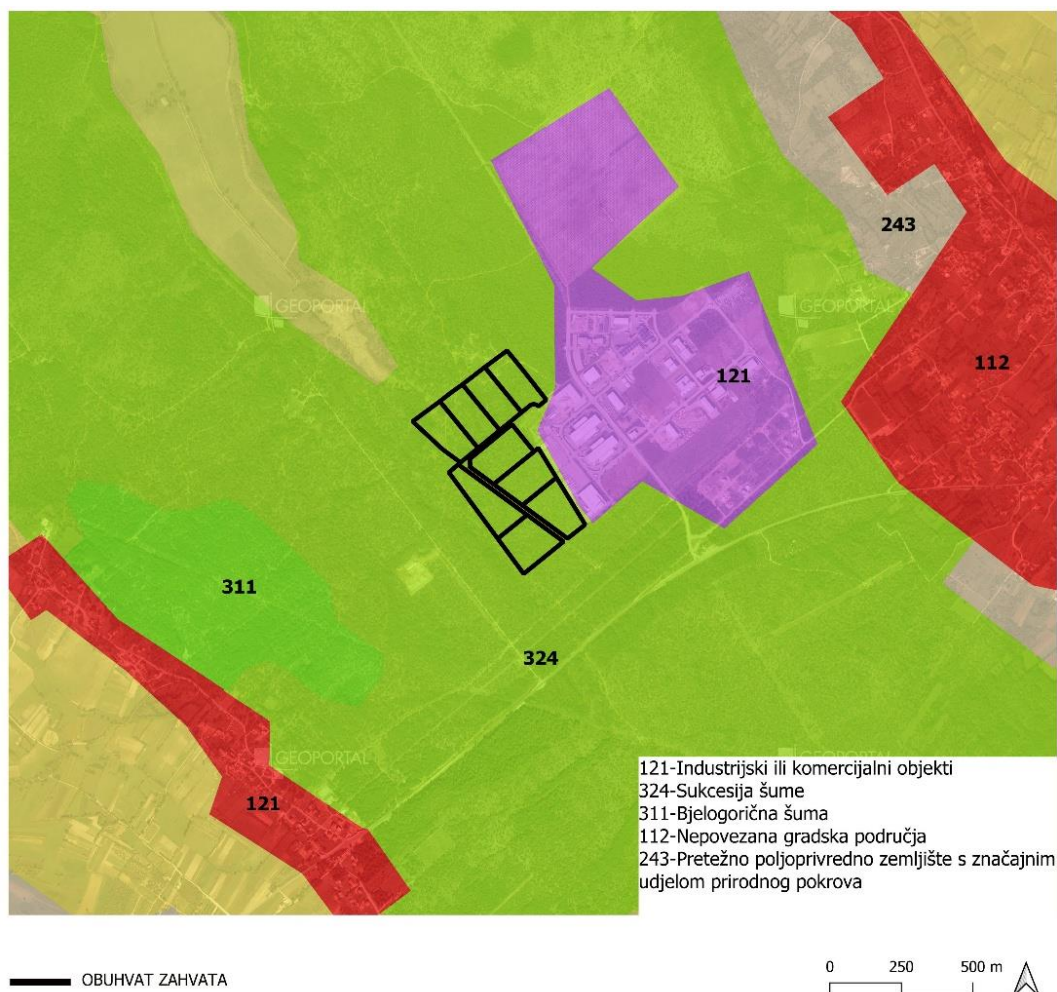 GEOPORTAL
GEOPORTAL
243
112
121
311
324
GEOPORTAL
121
121-Industrijski ili komercijalni objekti
324-Sukcesija šume
311-Bjelogorična šuma
112-Nepovezana gradska područja
243-Pretežno poljoprivredno zemljište s značajnim
udjelom prirodnog pokrova
OBUHVAT ZAHVATA
0 250 500 m